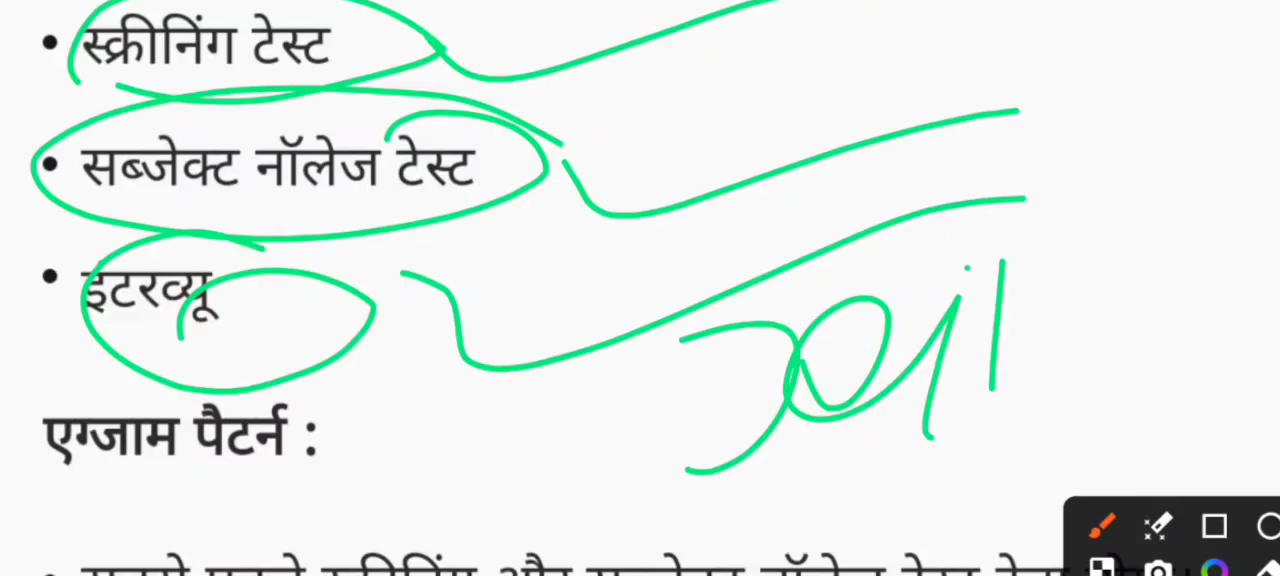 • स्क्रीनिंग टेस्ट
• सब्जेक्ट नॉलेज टेस्ट
• इंटरव्यू
एग्जाम पैटर्न :